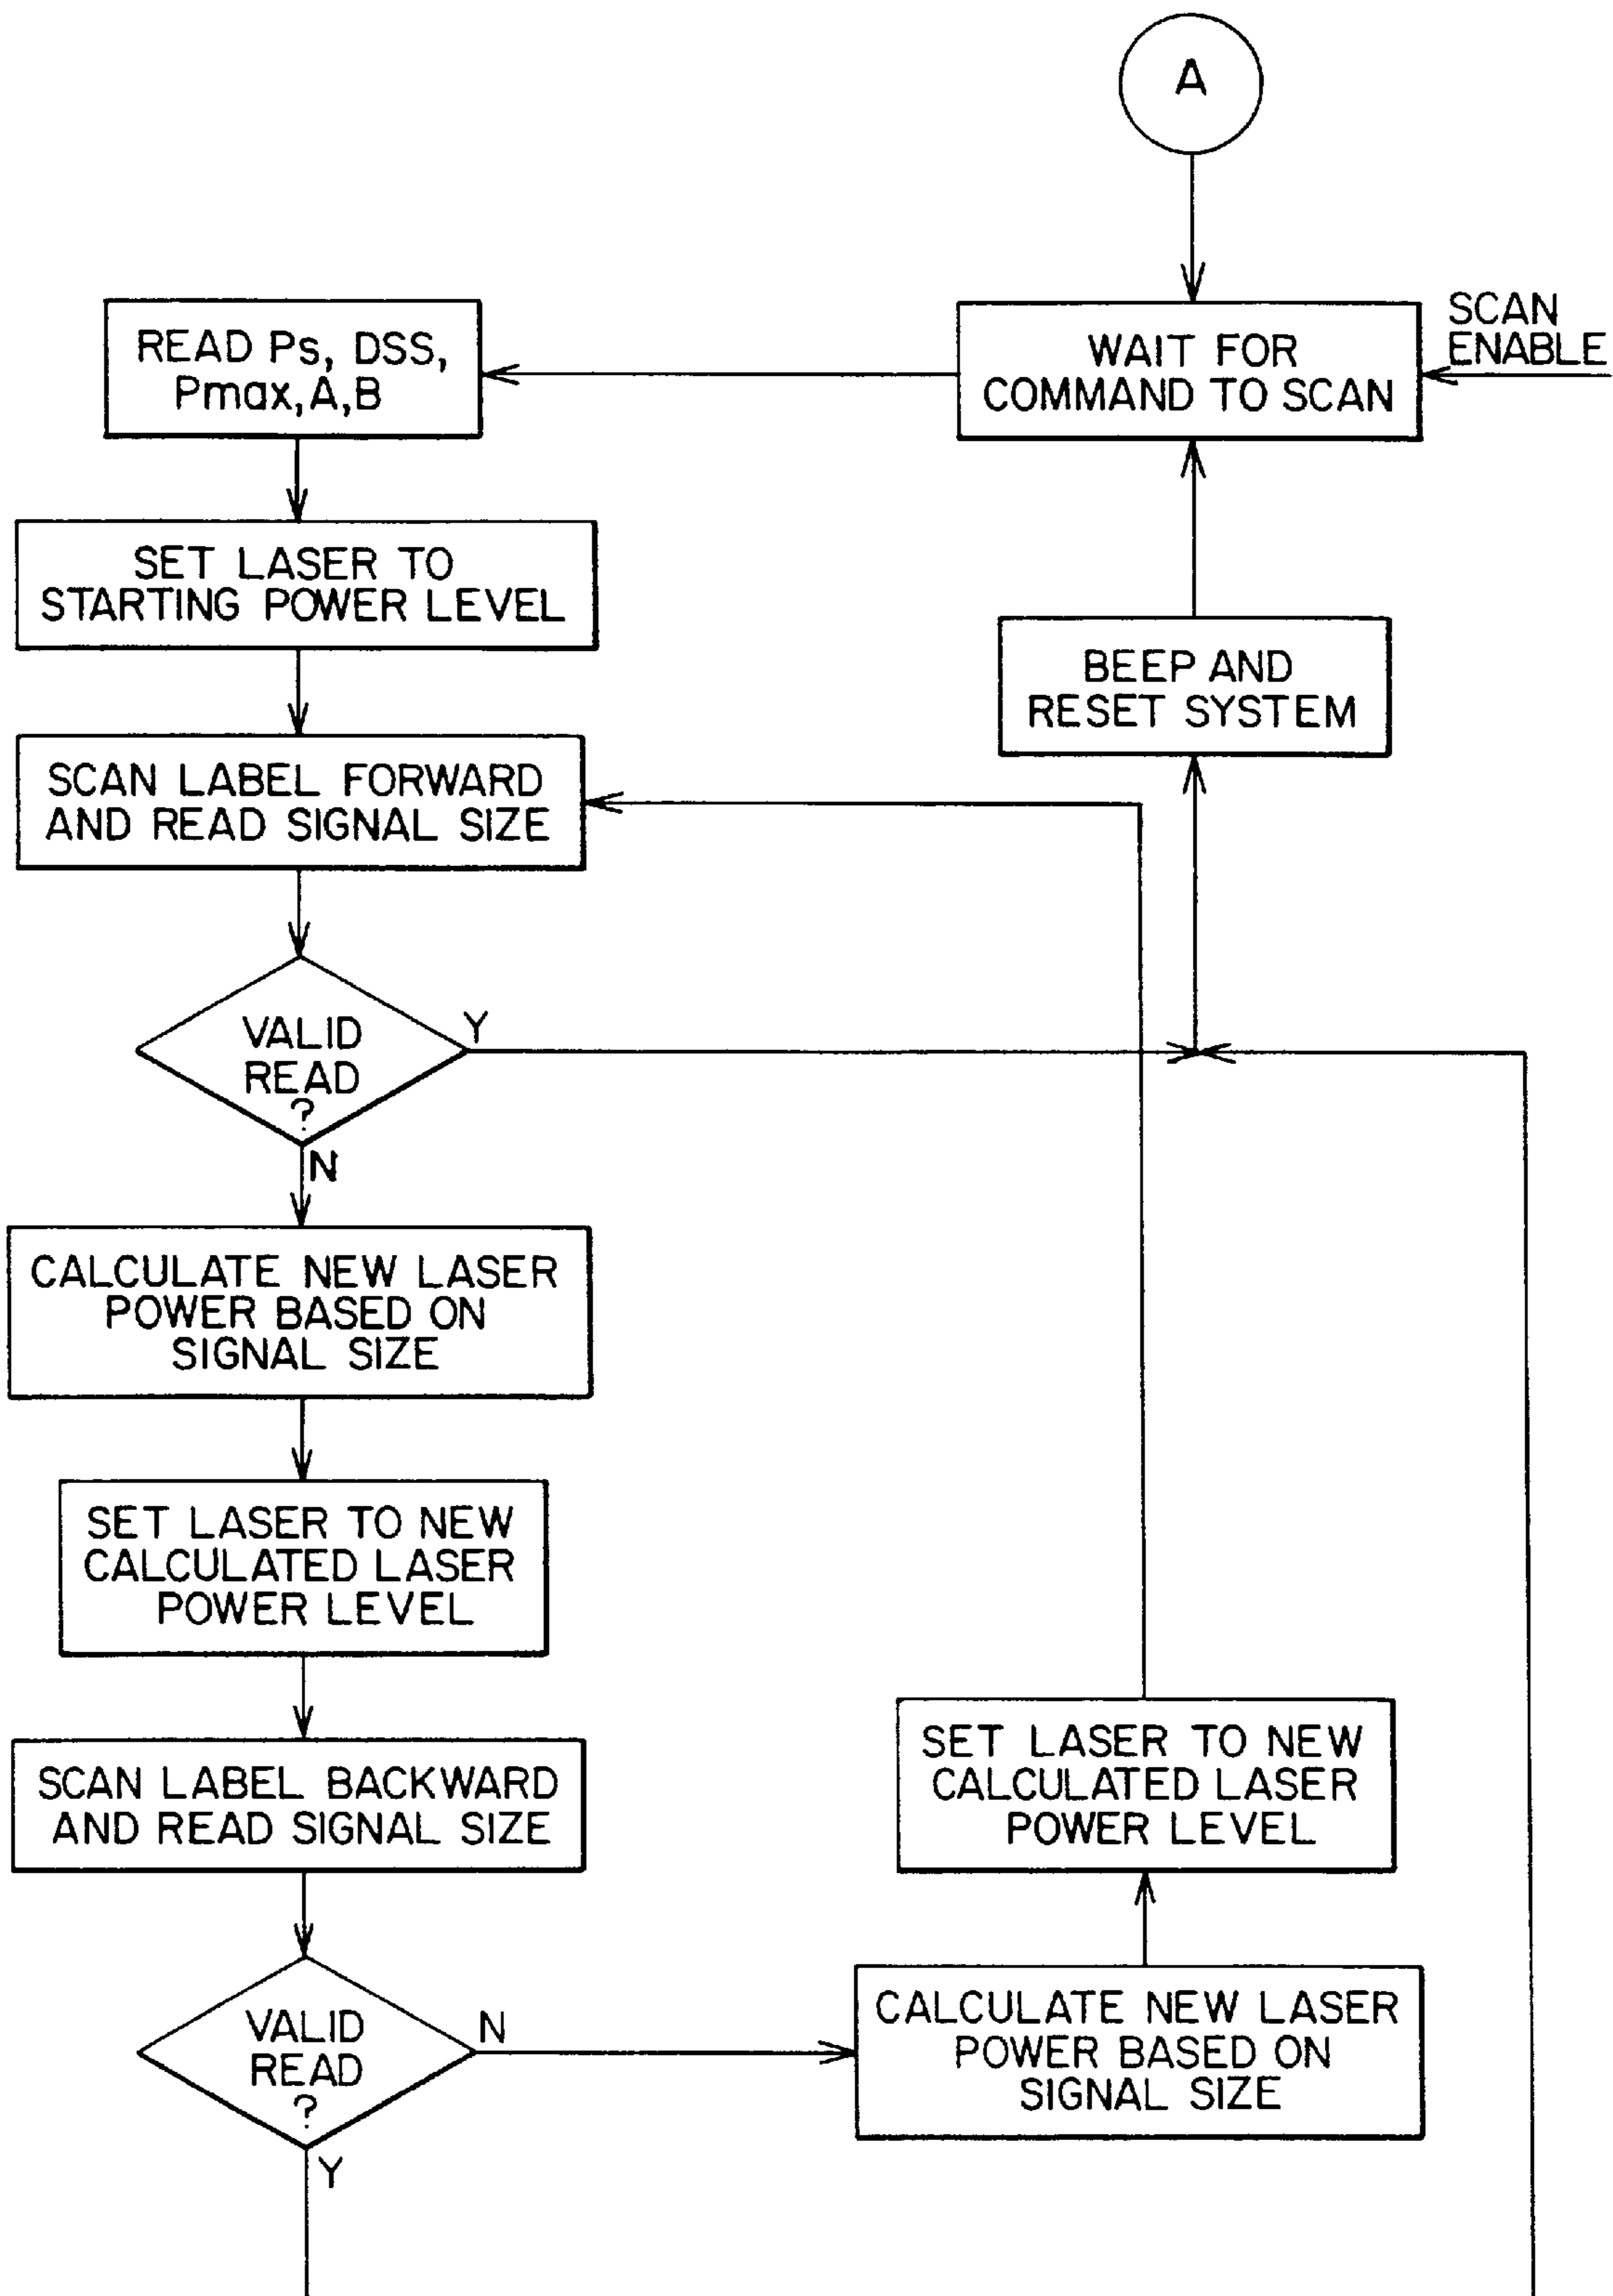 A
SCAN
ENABLE
READ Ps, DSS,
Pmax,A,B
WAIT FOR
COMMAND TO SCAN
SET LASER TO
STARTING POWER LEVEL
BEEP AND
RESET SYSTEM
SCAN LABEL FORWARD
AND READ SIGNAL SIZE
VALID
READ
?
Y
N
CALCULATE NEW LASER
POWER BASED ON
SIGNAL SIZE
SET LASER TO NEW
CALCULATED LASER
POWER LEVEL
SCAN LABEL BACKWARD
AND READ SIGNAL SIZE
VALID
READ
?
N
Y
CALCULATE NEW LASER
POWER BASED ON
SIGNAL SIZE
SET LASER TO NEW
CALCULATED LASER
POWER LEVEL